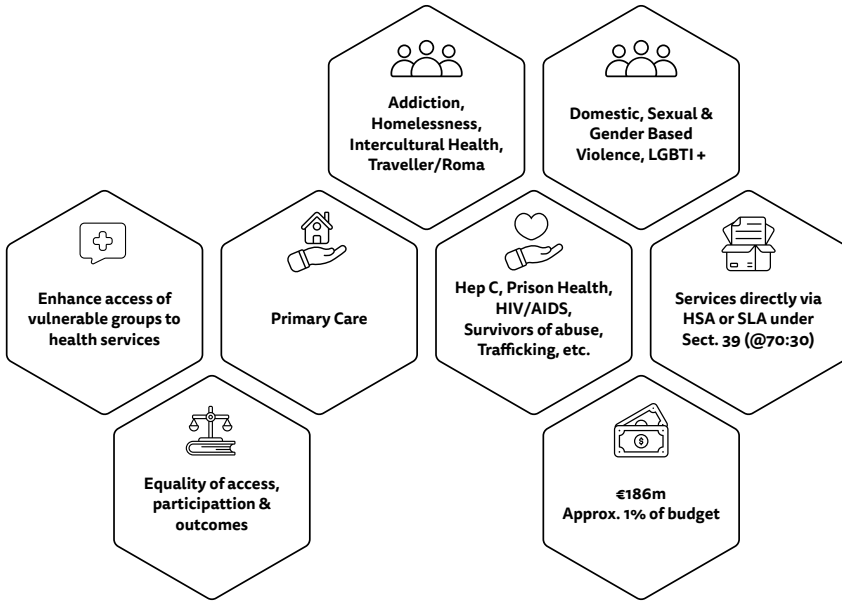 Addiction,
Homelessness,
Intercultural Health,
Traveller/Roma
Domestic, Sexual &
Gender Based
Violence, LGBTI +
Enhance access of
vulnerable groups to
health services
Primary Care
Hep C, Prison Health,
HIV/AIDS,
Survivors of abuse,
Trafficking, etc.
Services directly via
HSA or SLA under
Sect. 39 (@70:30)
Equality of access,
participattion &
outcomes
€186m
Approx. 1% of budget